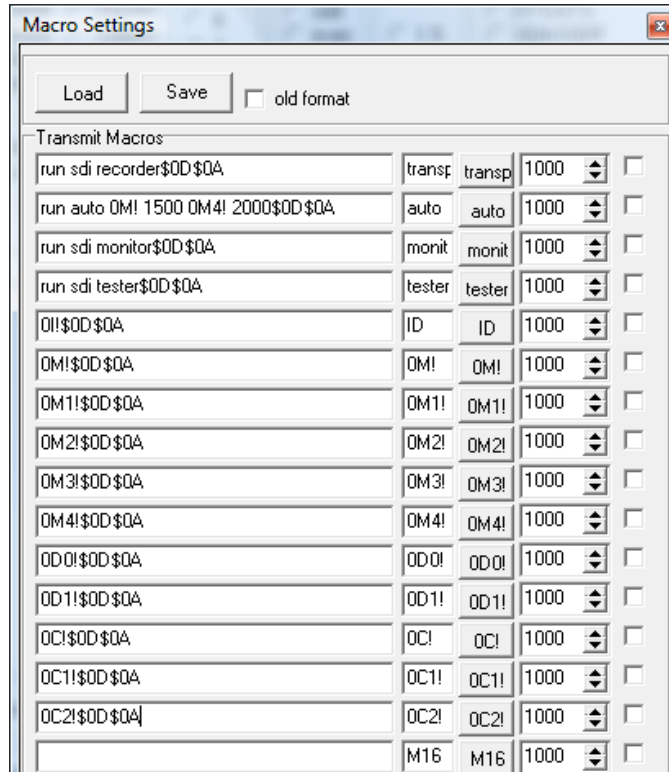 Macro Settings
Load Save old format
Transmit Macros
run sdi recorder$0D$0A transp transp 1000
run auto 0M! 1500 0M4! 2000$0D$0A auto auto 1000
run sdi monitor$0D$0A monit monit 1000
run sdi tester$0D$0A tester tester 1000
0I!$0D$0A ID ID 1000
0M!$0D$0A 0M! 0M! 1000
0M1!$0D$0A 0M1! 0M1! 1000
0M2!$0D$0A 0M2! 0M2! 1000
0M3!$0D$0A 0M3! 0M3! 1000
0M4!$0D$0A 0M4! 0M4! 1000
0D0!$0D$0A 0D0! 0D0! 1000
0D1!$0D$0A 0D1! 0D1! 1000
0C!$0D$0A 0C! 0C! 1000
0C1!$0D$0A 0C1! 0C1! 1000
0C2!$0D$0A 0C2! 0C2! 1000
M16 M16 1000